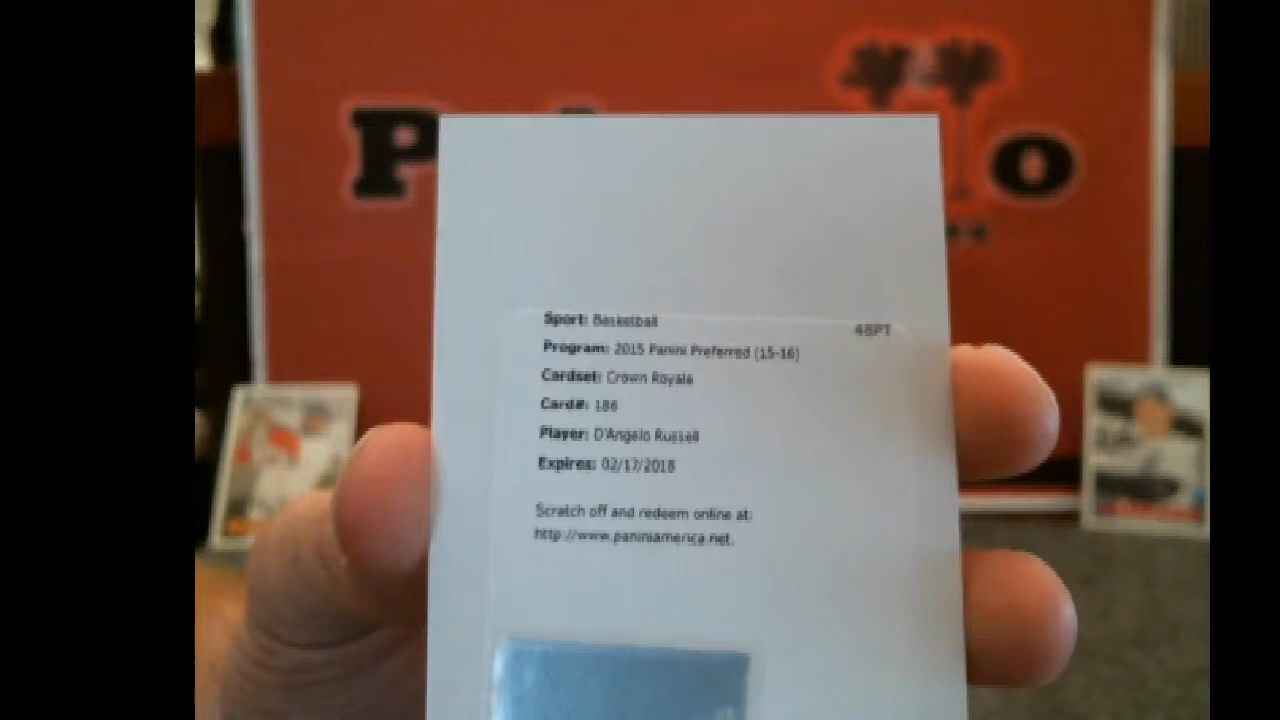 P
o
Sport: Basketball
48PT
Program: 2015 Panini Preferred (15-16)
Cardset: Crown Royale
Card#: 186
Player: D'Angelo Russell
Expires: 02/17/2018
Scratch off and redeem online at:
http://www.paniniamerica.net.